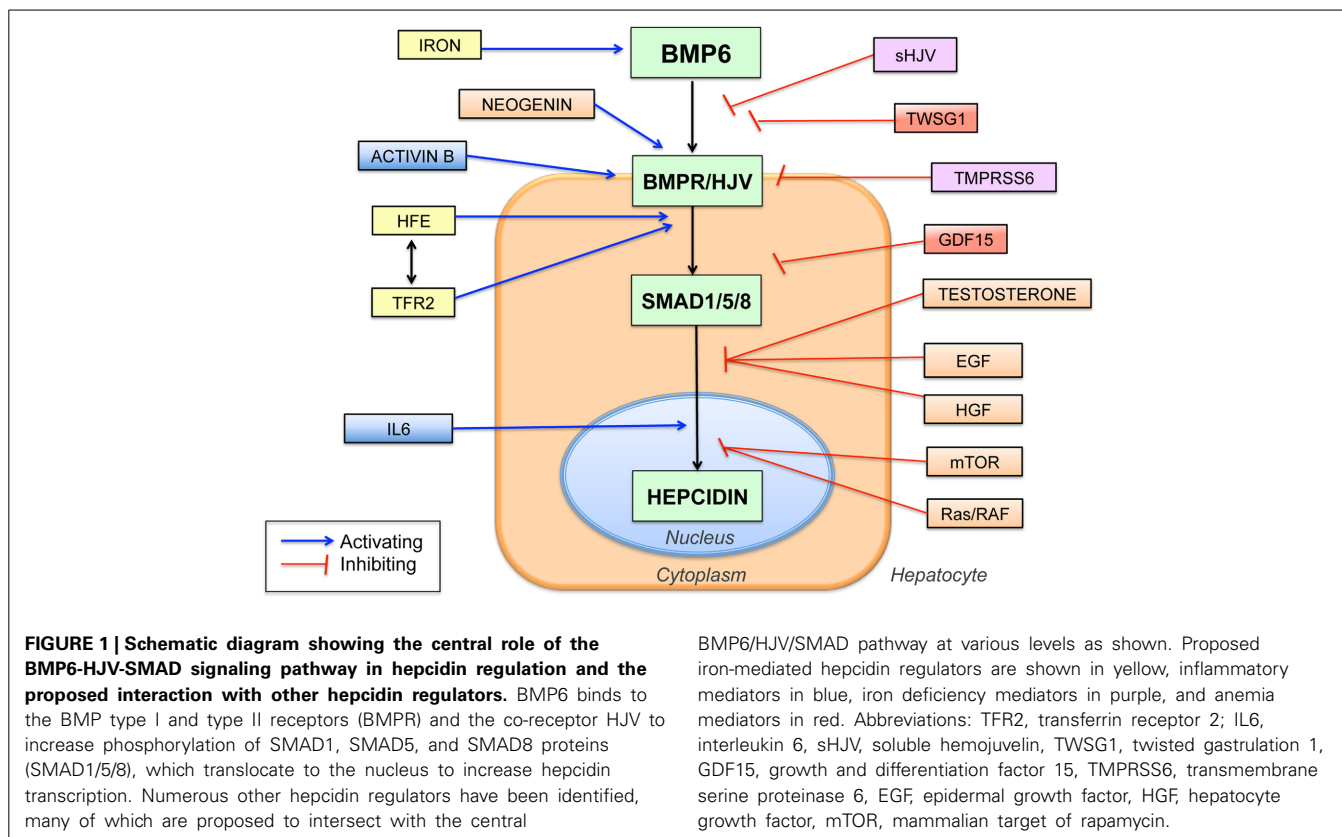 IRON
BMP6
sHJV
NEOGENIN
TWSG1
ACTIVIN B
BMPR/HJV
TMPRSS6
HFE
GDF15
TFR2
SMAD1/5/8
TESTOSTERONE
EGF
HGF
IL6
mTOR
HEPCIDIN
Ras/RAF
Nucleus
Activating
Inhibiting
Cytoplasm
Hepatocyte
FIGURE 1 | Schematic diagram showing the central role of the
BMP6-HJV-SMAD signaling pathway in hepcidin regulation and the
proposed interaction with other hepcidin regulators. BMP6 binds to
the BMP type I and type II receptors (BMPR) and the co-receptor HJV to
increase phosphorylation of SMAD1, SMAD5, and SMAD8 proteins
(SMAD1/5/8), which translocate to the nucleus to increase hepcidin
transcription. Numerous other hepcidin regulators have been identified,
many of which are proposed to intersect with the central
BMP6/HJV/SMAD pathway at various levels as shown. Proposed
iron-mediated hepcidin regulators are shown in yellow, inflammatory
mediators in blue, iron deficiency mediators in purple, and anemia
mediators in red. Abbreviations: TFR2, transferrin receptor 2; IL6,
interleukin 6, sHJV, soluble hemojuvelin, TWSG1, twisted gastrulation 1,
GDF15, growth and differentiation factor 15, TMPRSS6, transmembrane
serine proteinase 6, EGF, epidermal growth factor, HGF, hepatocyte
growth factor, mTOR, mammalian target of rapamycin.